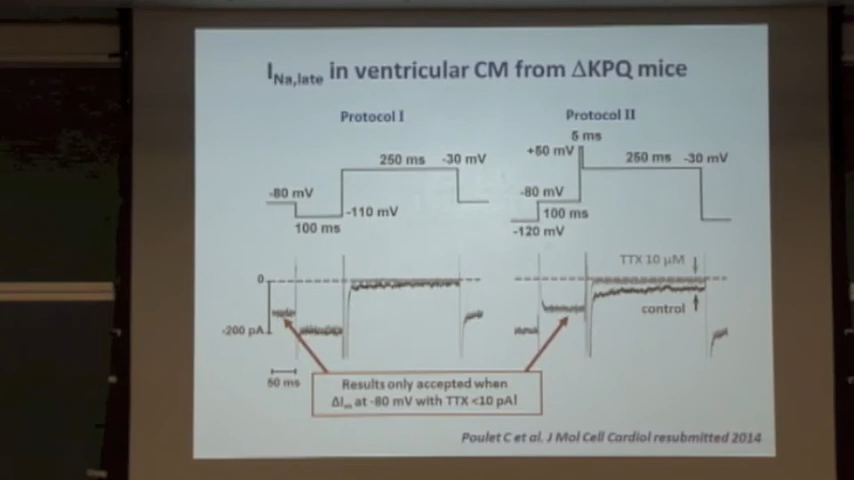 I Na,late in ventricular CM from ΔKPQ mice
Protocol I
Protocol II
5 ms
+50 mV
250 ms -30 mV
250 ms -30 mV
-80 mV
-80 mV
-110 mV
100 ms
100 ms
-120 mV
TTX 10 µM
0
control
-200 pA
50 ms
Results only accepted when
ΔIm at -80 mV with TTX <10 pA!
Poulet C et al. J Mol Cell Cardiol resubmitted 2014